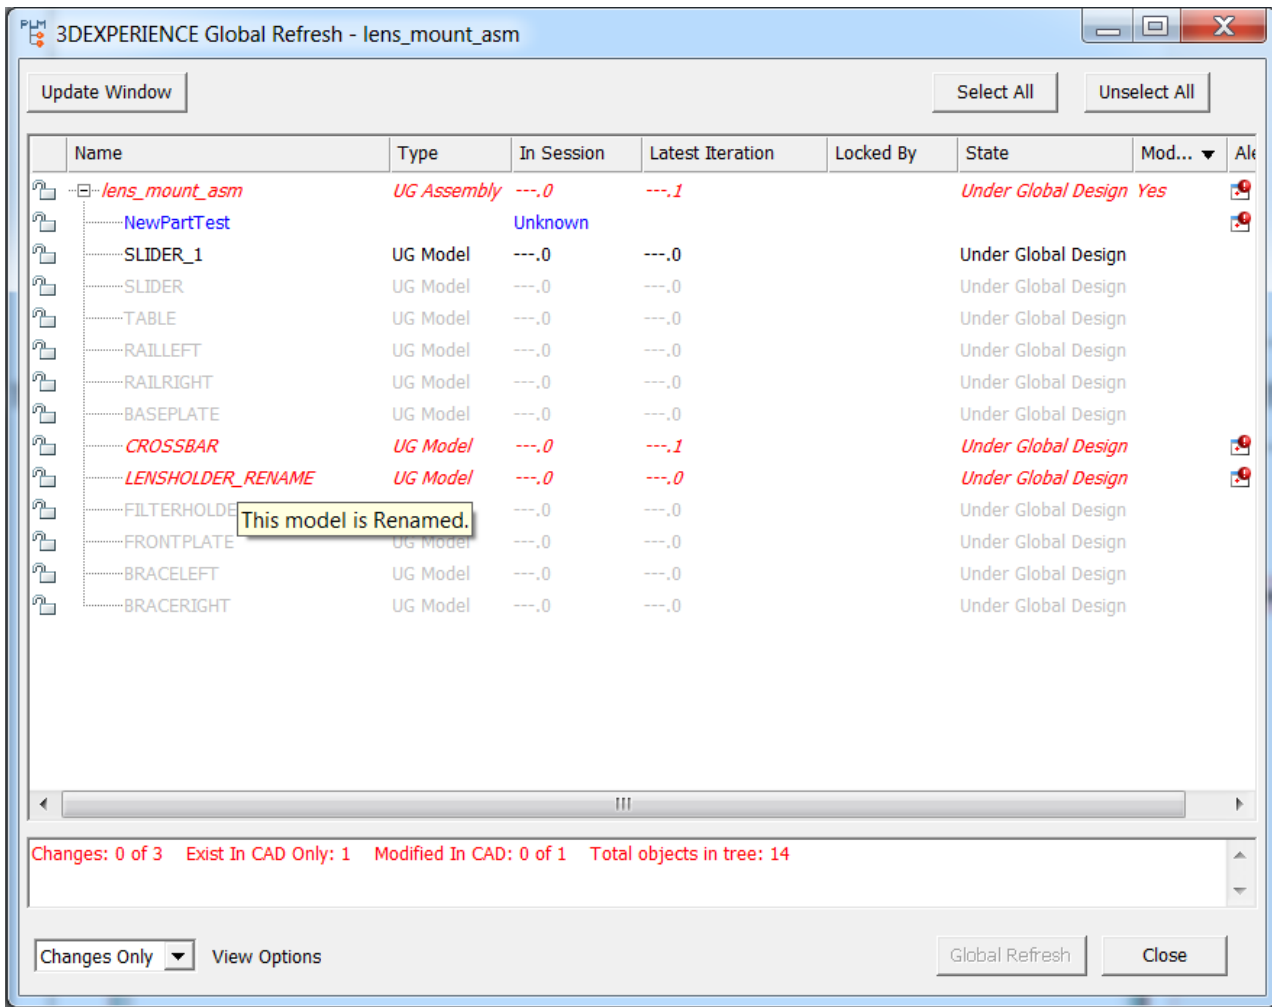 PLM 3DEXPERIENCE Global Refresh - lens_mount_asm
Update Window Select All Unselect All
Name Type In Session Latest Iteration Locked By State Mod... Ale
lens_mount_asm UG Assembly ---.0 ---.1 Under Global Design Yes
NewPartTest Unknown
SLIDER_1 UG Model ---.0 ---.0 Under Global Design
SLIDER UG Model ---.0 ---.0 Under Global Design
TABLE UG Model ---.0 ---.0 Under Global Design
RAILLEFT UG Model ---.0 ---.0 Under Global Design
RAILRIGHT UG Model ---.0 ---.0 Under Global Design
BASEPLATE UG Model ---.0 ---.0 Under Global Design
CROSSBAR UG Model ---.0 ---.1 Under Global Design
LENSHOLDER_RENAME UG Model ---.0 ---.0 Under Global Design
FILTERHOLDE ---.0 ---.0 Under Global Design
This model is Renamed.
FRONTPLATE UG Model ---.0 ---.0 Under Global Design
BRACELEFT UG Model ---.0 ---.0 Under Global Design
BRACERIGHT UG Model ---.0 ---.0 Under Global Design
Changes: 0 of 3 Exist In CAD Only: 1 Modified In CAD: 0 of 1 Total objects in tree: 14
Changes Only View Options Global Refresh Close